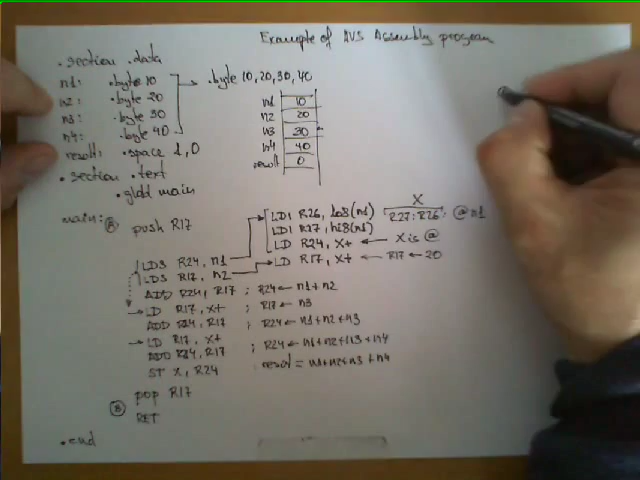 Example of AVS Assembly program
.section .data
n1: .byte 10
n2: .byte 20
n3: .byte 30
n4: .byte 40
result: .space 1,0
.byte 10,20,30,40
n1 10
n2 20
n3 30
n4 40
result 0
.section .text
.globl main
main: push R17
LDS R24, n1
LDS R17, n2
ADD R24, R17 ; R24 ← n1+n2
LD R17, X+ ; R17 ← n3
ADD R24, R17 ; R24 ← n1+n2+n3
LD R17, X+
ADD R24, R17 ; R24 ← n1+n2+n3+n4
ST X, R24 ; result = n1+n2+n3+n4
pop R17
RET
.end
LDI R26, lo8(n1)
LDI R27, hi8(n1)
LD R24, X+ ← X is @
LD R17, X+ ← R17 ← 20
X
R27:R26 : @n1